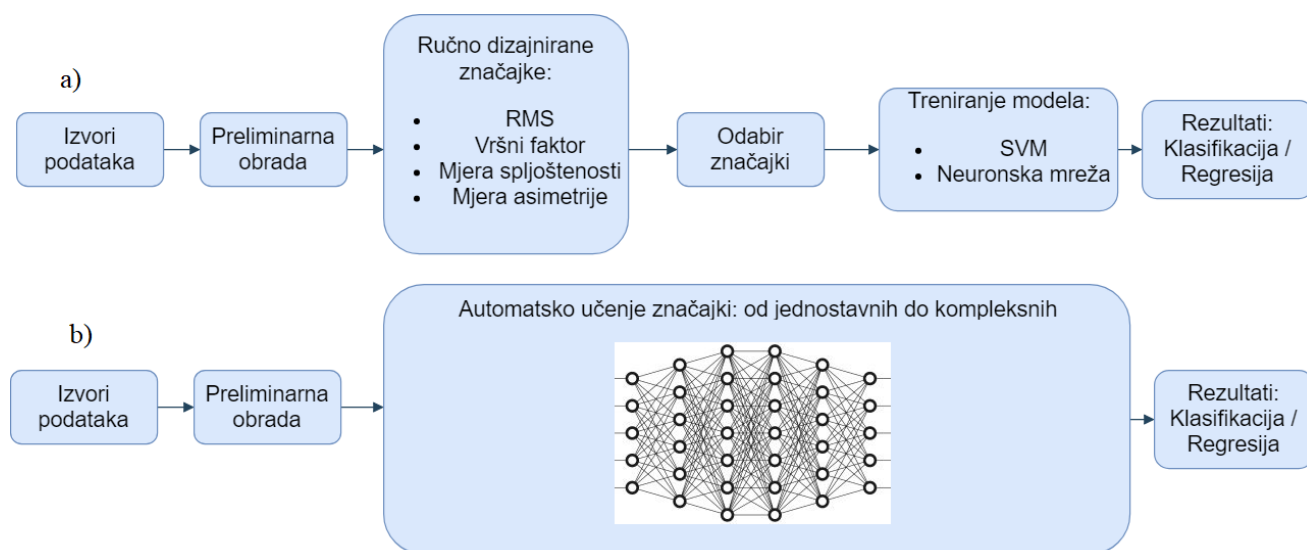 a)
Izvori
podataka
Preliminarna
obrada
Ručno dizajnirane
značajke:
• RMS
• Vršni faktor
• Mjera spljoštenosti
• Mjera asimetrije
Odabir
značajki
Treniranje modela:
• SVM
• Neuronska mreža
Rezultati:
Klasifikacija /
Regresija
b)
Izvori
podataka
Preliminarna
obrada
Automatsko učenje značajki: od jednostavnih do kompleksnih
Rezultati:
Klasifikacija /
Regresija